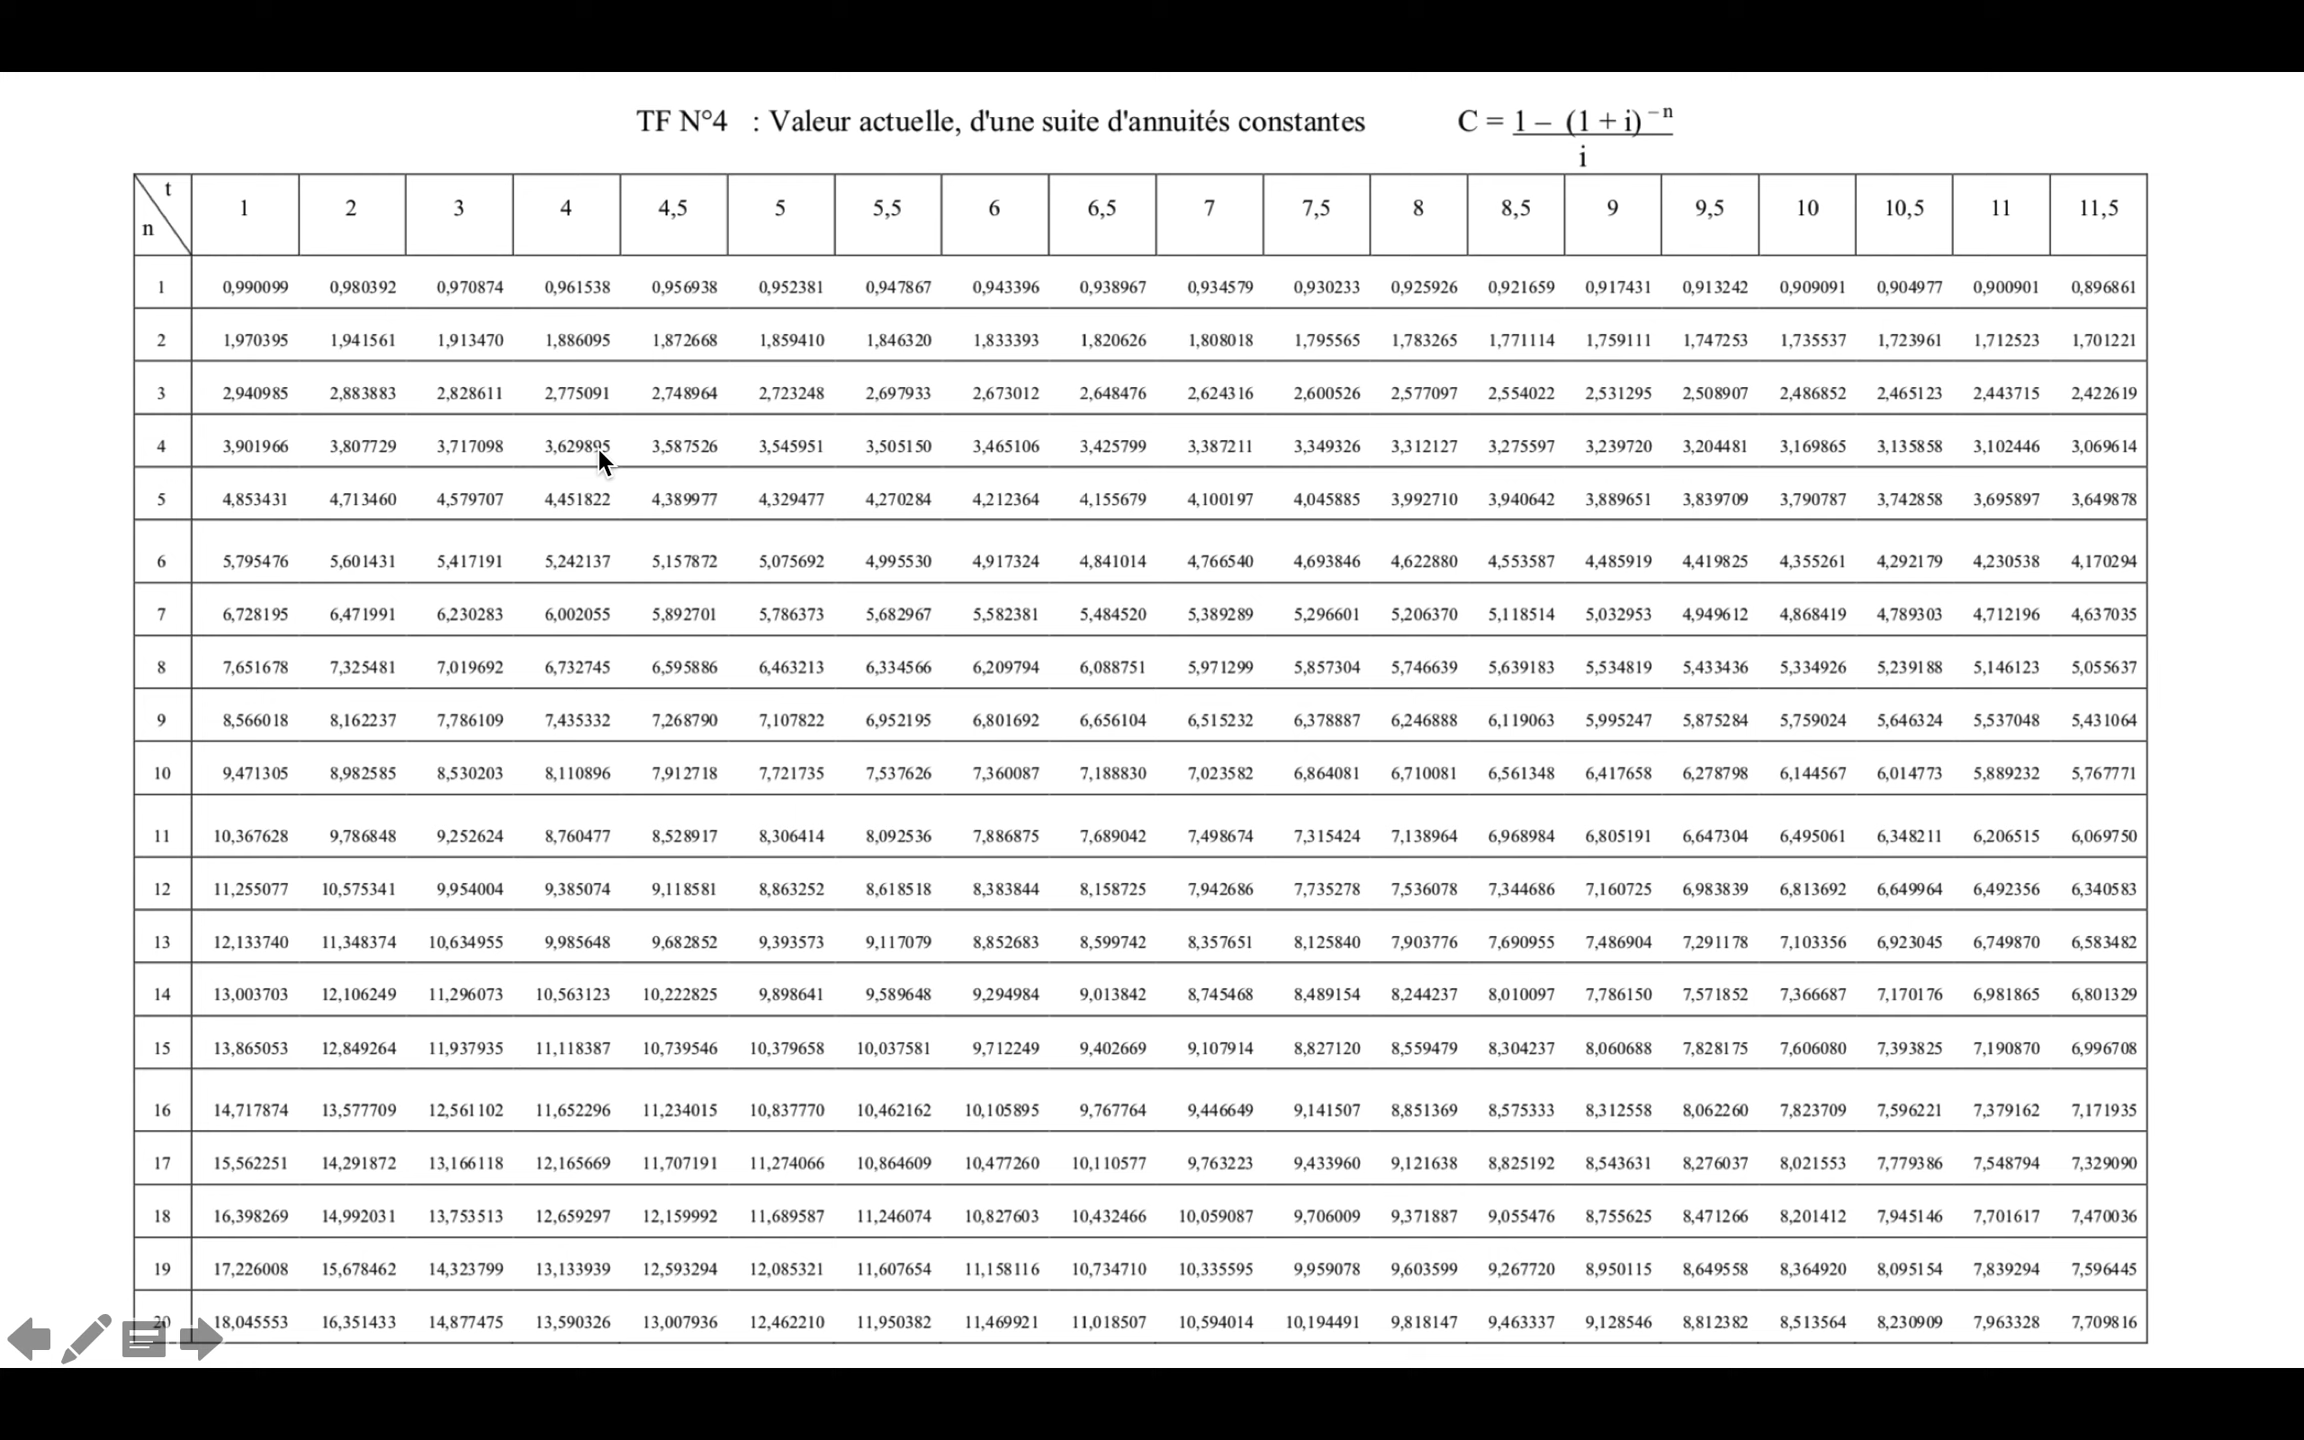 TF N°4 : Valeur actuelle, d'une suite d'annuités constantes C = 1 – (1 + i) – n
i
t
n 1 2 3 4 4,5 5 5,5 6 6,5 7 7,5 8 8,5 9 9,5 10 10,5 11 11,5
1 0,990099 0,980392 0,970874 0,961538 0,956938 0,952381 0,947867 0,943396 0,938967 0,934579 0,930233 0,925926 0,921659 0,917431 0,913242 0,909091 0,904977 0,900901 0,896861
2 1,970395 1,941561 1,913470 1,886095 1,872668 1,859410 1,846320 1,833393 1,820626 1,808018 1,795565 1,783265 1,771114 1,759111 1,747253 1,735537 1,723961 1,712523 1,701221
3 2,940985 2,883883 2,828611 2,775091 2,748964 2,723248 2,697933 2,673012 2,648476 2,624316 2,600526 2,577097 2,554022 2,531295 2,508907 2,486852 2,465123 2,443715 2,422619
4 3,901966 3,807729 3,717098 3,629895 3,587526 3,545951 3,505150 3,465106 3,425799 3,387211 3,349326 3,312127 3,275597 3,239720 3,204481 3,169865 3,135858 3,102446 3,069614
5 4,853431 4,713460 4,579707 4,451822 4,389977 4,329477 4,270284 4,212364 4,155679 4,100197 4,045885 3,992710 3,940642 3,889651 3,839709 3,790787 3,742858 3,695897 3,649878
6 5,795476 5,601431 5,417191 5,242137 5,157872 5,075692 4,995530 4,917324 4,841014 4,766540 4,693846 4,622880 4,553587 4,485919 4,419825 4,355261 4,292179 4,230538 4,170294
7 6,728195 6,471991 6,230283 6,002055 5,892701 5,786373 5,682967 5,582381 5,484520 5,389289 5,296601 5,206370 5,118514 5,032953 4,949612 4,868419 4,789303 4,712196 4,637035
8 7,651678 7,325481 7,019692 6,732745 6,595886 6,463213 6,334566 6,209794 6,088751 5,971299 5,857304 5,746639 5,639183 5,534819 5,433436 5,334926 5,239188 5,146123 5,055637
9 8,566018 8,162237 7,786109 7,435332 7,268790 7,107822 6,952195 6,801692 6,656104 6,515232 6,378887 6,246888 6,119063 5,995247 5,875284 5,759024 5,646324 5,537048 5,431064
10 9,471305 8,982585 8,530203 8,110896 7,912718 7,721735 7,537626 7,360087 7,188830 7,023582 6,864081 6,710081 6,561348 6,417658 6,278798 6,144567 6,014773 5,889232 5,767771
11 10,367628 9,786848 9,252624 8,760477 8,528917 8,306414 8,092536 7,886875 7,689042 7,498674 7,315424 7,138964 6,968984 6,805191 6,647304 6,495061 6,348211 6,206515 6,069750
12 11,255077 10,575341 9,954004 9,385074 9,118581 8,863252 8,618518 8,383844 8,158725 7,942686 7,735278 7,536078 7,344686 7,160725 6,983839 6,813692 6,649964 6,492356 6,340583
13 12,133740 11,348374 10,634955 9,985648 9,682852 9,393573 9,117079 8,852683 8,599742 8,357651 8,125840 7,903776 7,690955 7,486904 7,291178 7,103356 6,923045 6,749870 6,583482
14 13,003703 12,106249 11,296073 10,563123 10,222825 9,898641 9,589648 9,294984 9,013842 8,745468 8,489154 8,244237 8,010097 7,786150 7,571852 7,366687 7,170176 6,981865 6,801329
15 13,865053 12,849264 11,937935 11,118387 10,739546 10,379658 10,037581 9,712249 9,402669 9,107914 8,827120 8,559479 8,304237 8,060688 7,828175 7,606080 7,393825 7,190870 6,996708
16 14,717874 13,577709 12,561102 11,652296 11,234015 10,837770 10,462162 10,105895 9,767764 9,446649 9,141507 8,851369 8,575333 8,312558 8,062260 7,823709 7,596221 7,379162 7,171935
17 15,562251 14,291872 13,166118 12,165669 11,707191 11,274066 10,864609 10,477260 10,110577 9,763223 9,433960 9,121638 8,825192 8,543631 8,276037 8,021553 7,779386 7,548794 7,329090
18 16,398269 14,992031 13,753513 12,659297 12,159992 11,689587 11,246074 10,827603 10,432466 10,059087 9,706009 9,371887 9,055476 8,755625 8,471266 8,201412 7,945146 7,701617 7,470036
19 17,226008 15,678462 14,323799 13,133939 12,593294 12,085321 11,607654 11,158116 10,734710 10,335595 9,959078 9,603599 9,267720 8,950115 8,649558 8,364920 8,095154 7,839294 7,596445
20 18,045553 16,351433 14,877475 13,590326 13,007936 12,462210 11,950382 11,469921 11,018507 10,594014 10,194491 9,818147 9,463337 9,128546 8,812382 8,513564 8,230909 7,963328 7,709816